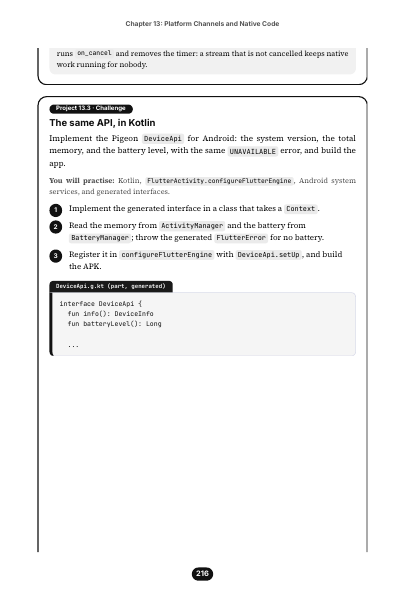 Chapter 13: Platform Channels and Native Code
runs on_cancel and removes the timer: a stream that is not cancelled keeps native
work running for nobody.
Project 13.3 · Challenge
The same API, in Kotlin
Implement the Pigeon DeviceApi for Android: the system version, the total
memory, and the battery level, with the same UNAVAILABLE error, and build the
app.
You will practise: Kotlin, FlutterActivity.configureFlutterEngine, Android system
services, and generated interfaces.
1 Implement the generated interface in a class that takes a Context.
2 Read the memory from ActivityManager and the battery from
BatteryManager; throw the generated FlutterError for no battery.
3 Register it in configureFlutterEngine with DeviceApi.setUp, and build
the APK.
DeviceApi.g.kt (part, generated)
interface DeviceApi {
  fun info(): DeviceInfo
  fun batteryLevel(): Long
  ...
216